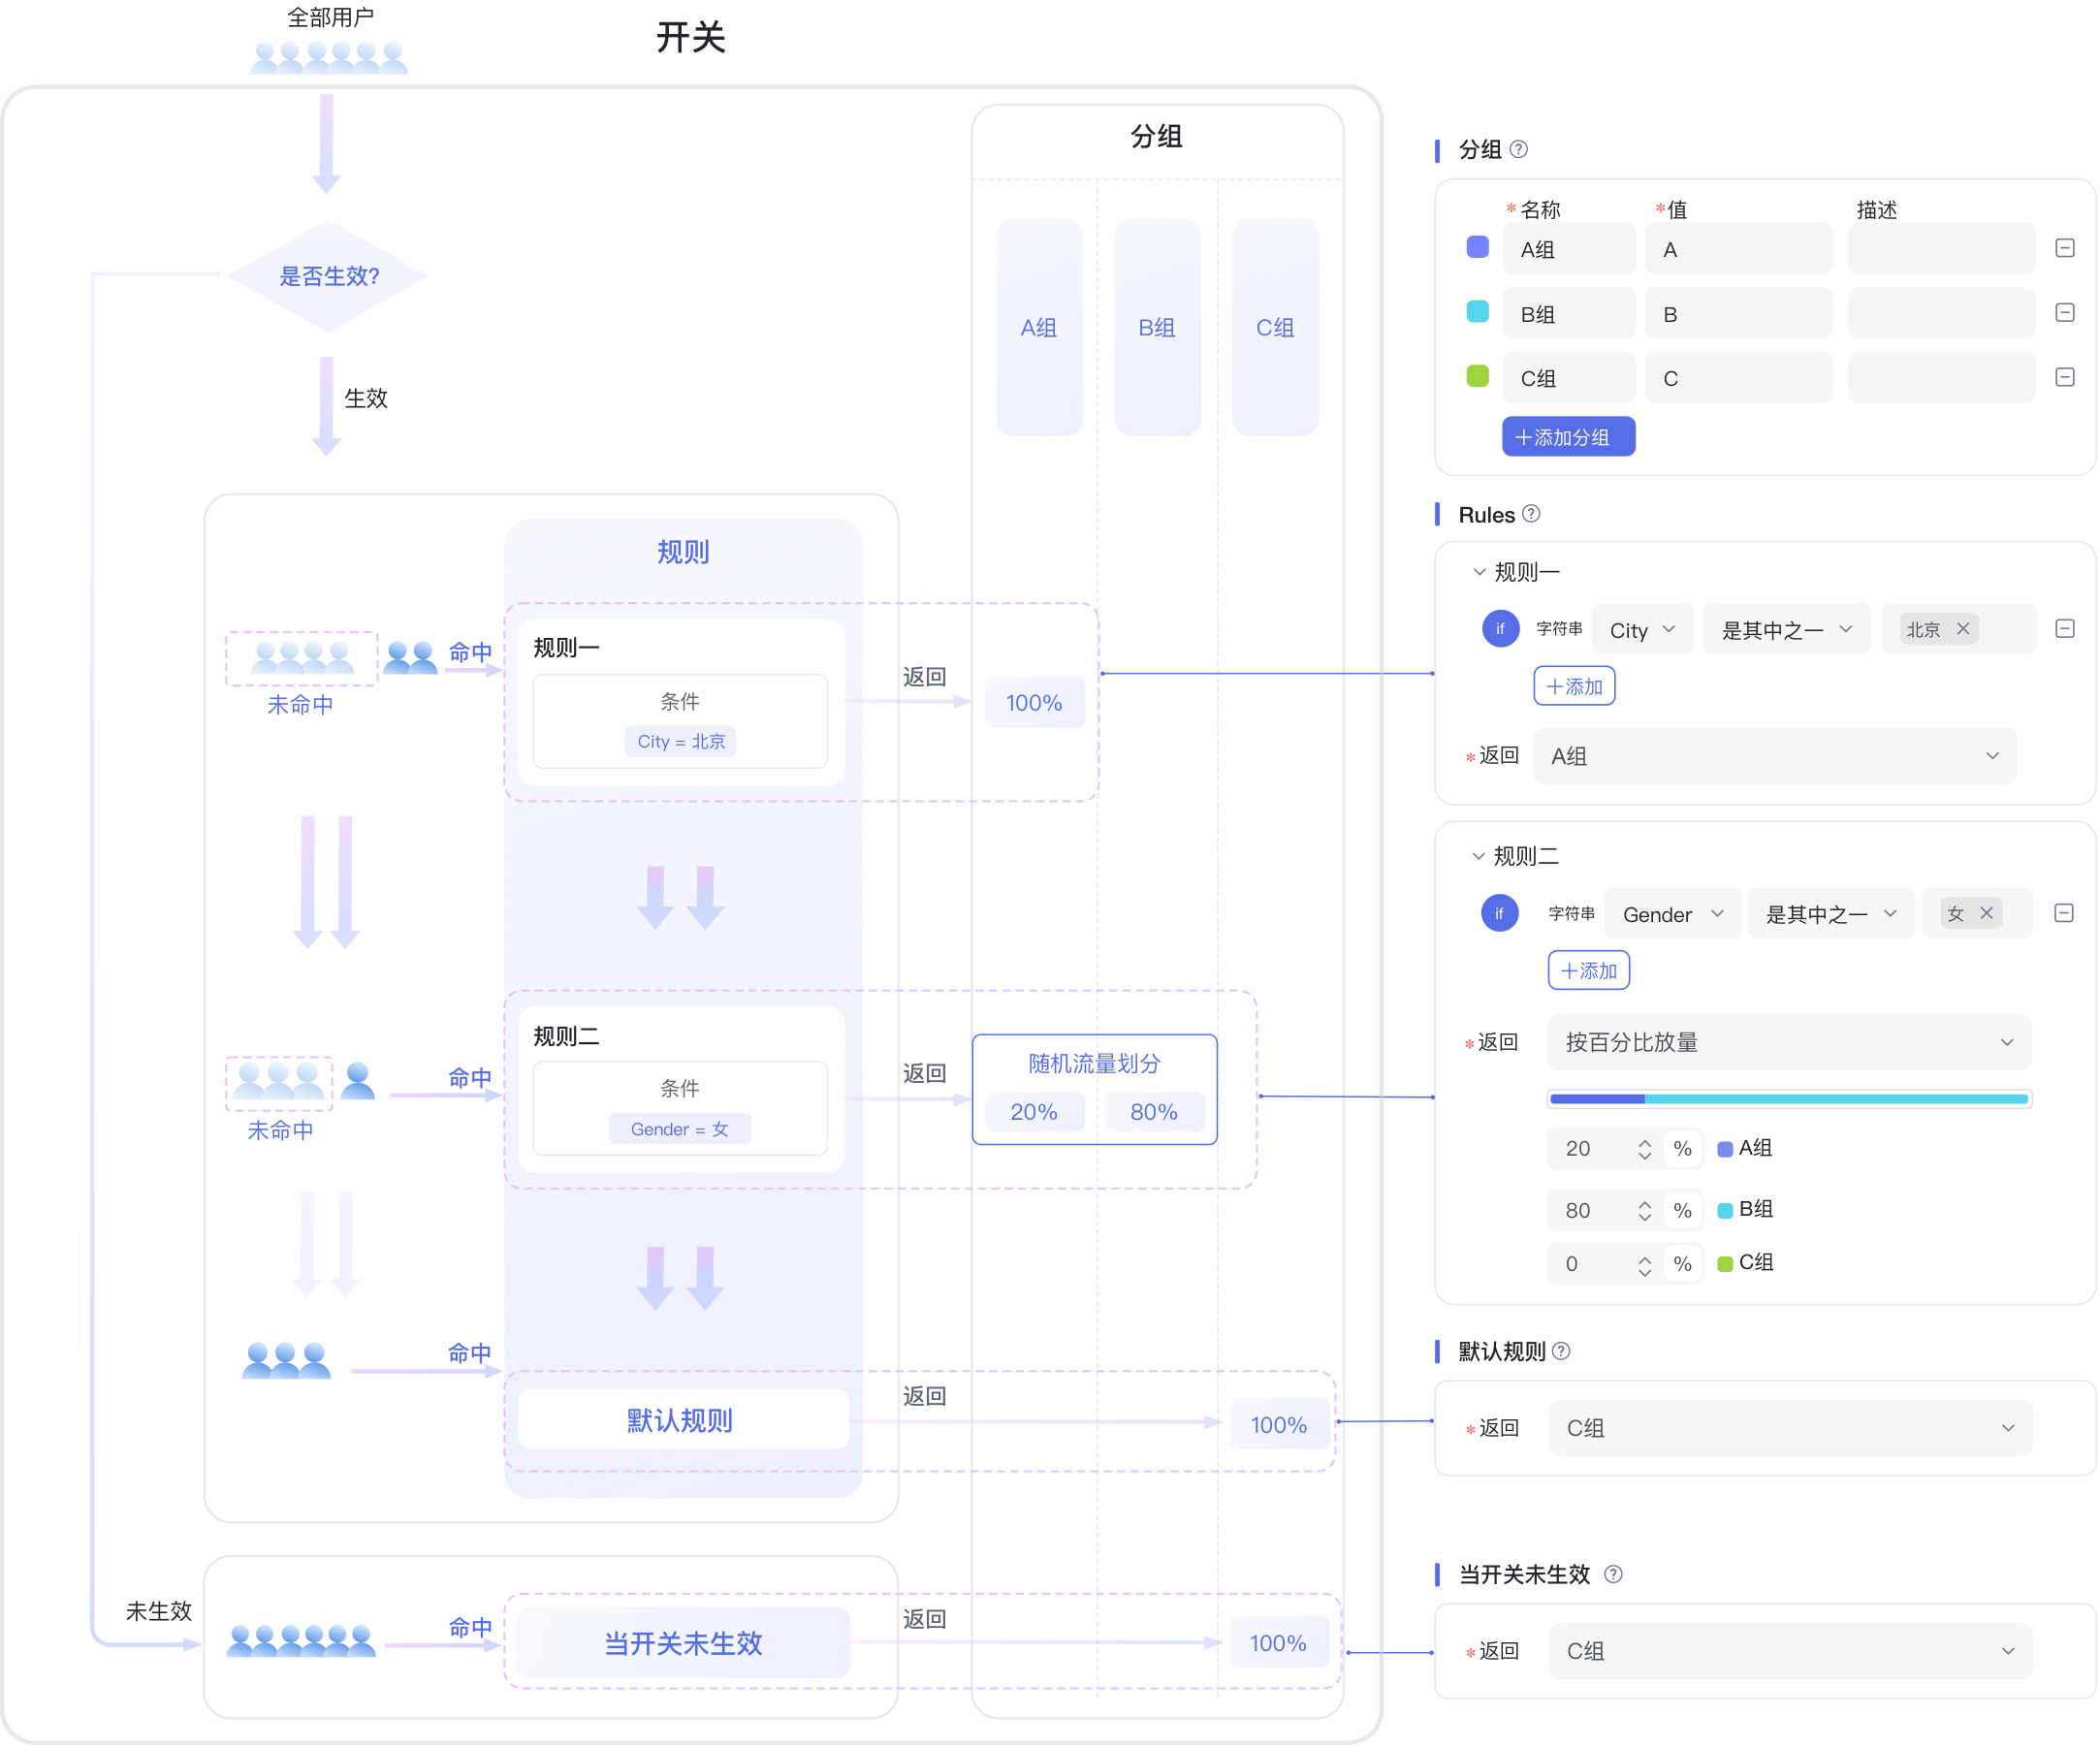 全部用户
开关
是否生效?
生效
分组
A组
B组
C组
规则
未命中
命中
规则一
条件
City = 北京
返回
100%
未命中
命中
规则二
条件
Gender = 女
返回
随机流量划分
20%
80%
命中
默认规则
返回
100%
未生效
命中
当开关未生效
返回
100%
分组 ?
* 名称
* 值
描述
A组
A
B组
B
C组
C
+添加分组
Rules ?
规则一
if 字符串 City 是其中之一 北京 ×
+添加
* 返回 A组
规则二
if 字符串 Gender 是其中之一 女 ×
+添加
* 返回 按百分比放量
20 % A组
80 % B组
0 % C组
默认规则 ?
* 返回 C组
当开关未生效 ?
* 返回 C组